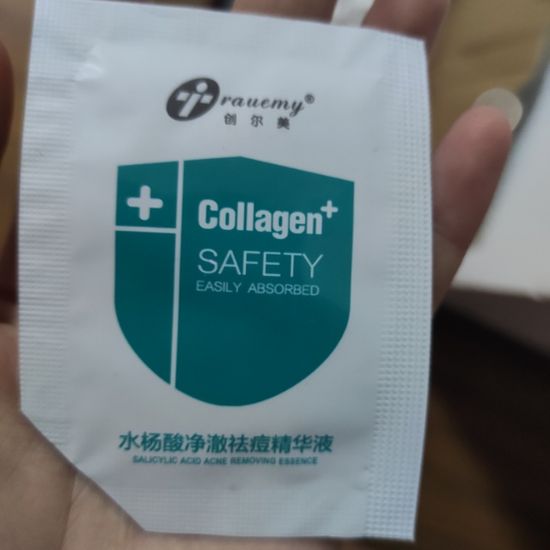 Trauemy®
创尔美
Collagen+
SAFETY
EASILY ABSORBED
水杨酸净澈祛痘精华液
SALICYLIC ACID ACNE REMOVING ESSENCE